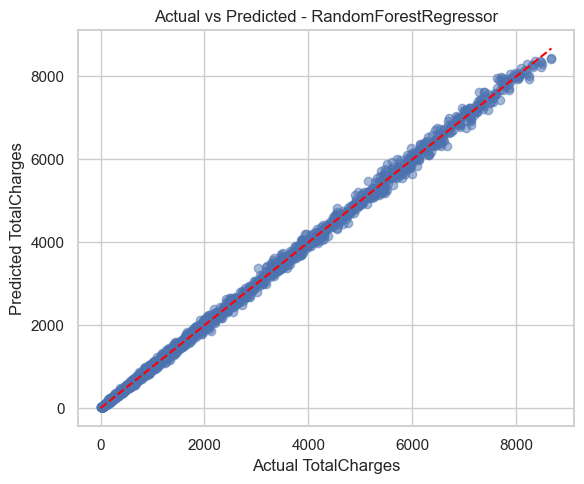 Actual vs Predicted - RandomForestRegressor
8000
6000
4000
2000
0
Predicted TotalCharges
0 2000 4000 6000 8000
Actual TotalCharges